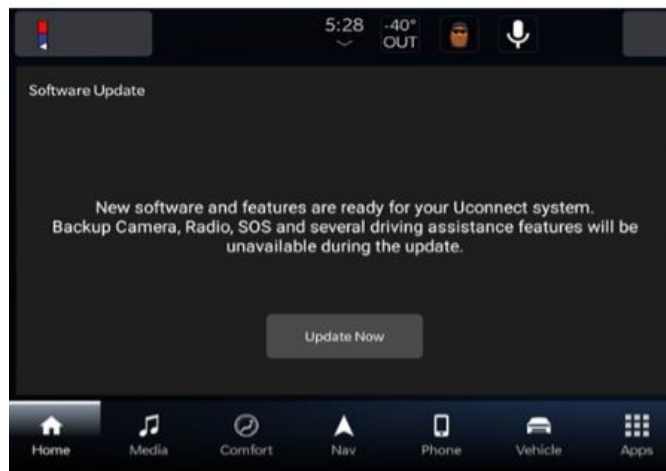 5:28
-40°
OUT
Software Update
New software and features are ready for your Uconnect system.
Backup Camera, Radio, SOS and several driving assistance features will be
unavailable during the update.
Update Now
Home Media Comfort Nav Phone Vehicle Apps